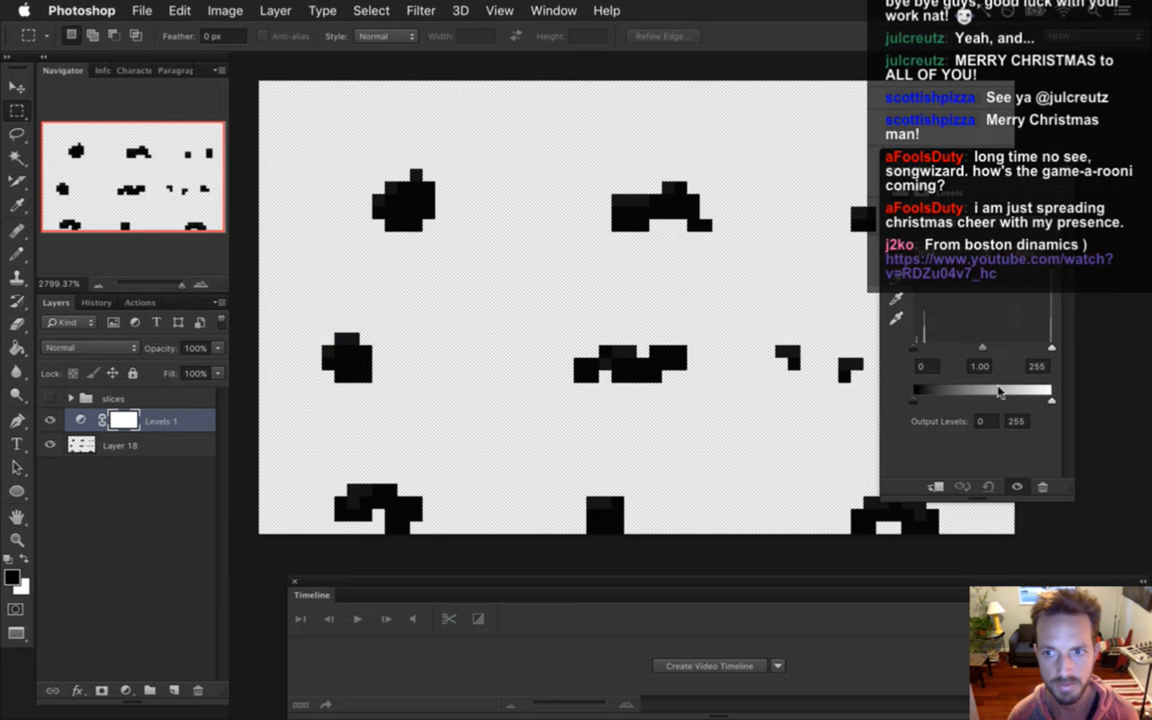 Photoshop File Edit Image Layer Type Select Filter 3D View Window Help
Feather: 0 px Anti-alias Style: Normal Width: Height: Refine Edge...
Navigator Info Characte Paragra
2799.37%
Layers History Actions
Kind
Normal Opacity: 100%
Lock: Fill: 100%
slices
Levels 1
Layer 18
bye bye guys, good luck with your
work nat!
julcreutz: Yeah, and...
julcreutz: MERRY CHRISTMAS to
ALL OF YOU!
scottishpizza See ya @julcreutz
scottishpizza Merry Christmas
man!
aFoolsDuty: long time no see,
songwizard. how's the game-a-rooni
coming?
aFoolsDuty: i am just spreading
christmas cheer with my presence.
j2ko From boston dinamics )
https://www.youtube.com/watch?
v=RDZu04v7_hc
0 1.00 255
Output Levels: 0 255
Timeline
Create Video Timeline